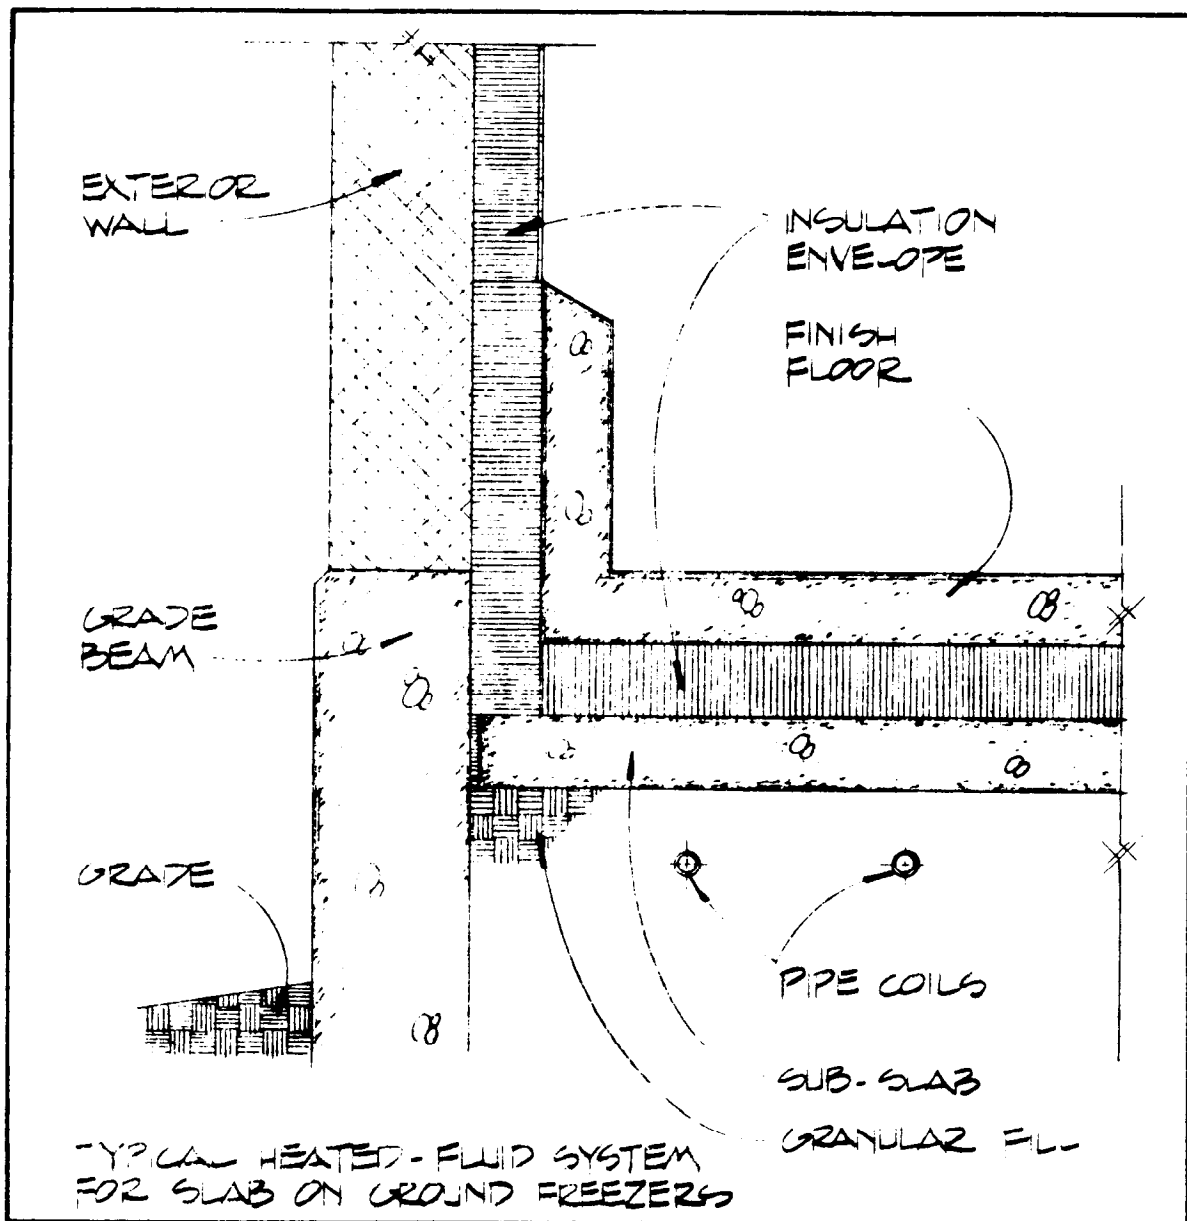 EXTERIOR
WALL
INSULATION
ENVELOPE
FINISH
FLOOR
GRADE
BEAM
GRADE
PIPE COILS
SUB-SLAB
GRANULAR FILL
TYPICAL HEATED-FLUID SYSTEM
FOR SLAB ON GROUND FREEZERS